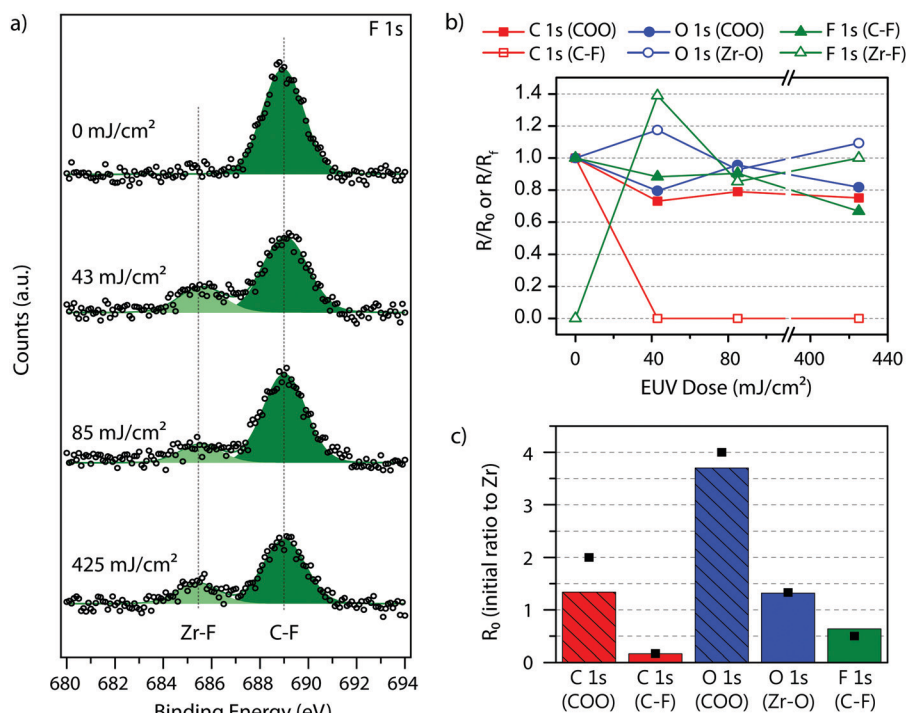 a)
F 1s
0 mJ/cm²
43 mJ/cm²
85 mJ/cm²
425 mJ/cm²
Zr-F C-F
Counts (a.u.)
680 682 684 686 688 690 692 694
Binding Energy (eV)
b)
C 1s (COO) O 1s (COO) F 1s (C-F)
C 1s (C-F) O 1s (Zr-O) F 1s (Zr-F)
R/R₀ or R/Rf
1.4
1.2
1.0
0.8
0.6
0.4
0.2
0.0
0 40 80 400 440
EUV Dose (mJ/cm²)
c)
R₀ (initial ratio to Zr)
4
3
2
1
0
C 1s C 1s O 1s O 1s F 1s
(COO) (C-F) (COO) (Zr-O) (C-F)